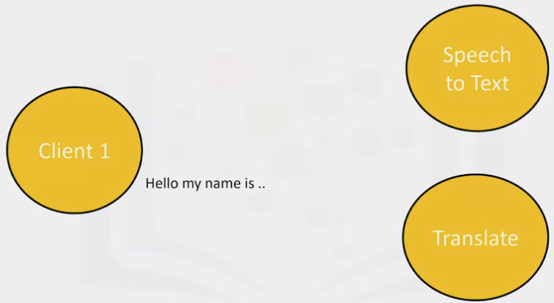 Speech
to Text
Client 1
Hello my name is ..
Translate